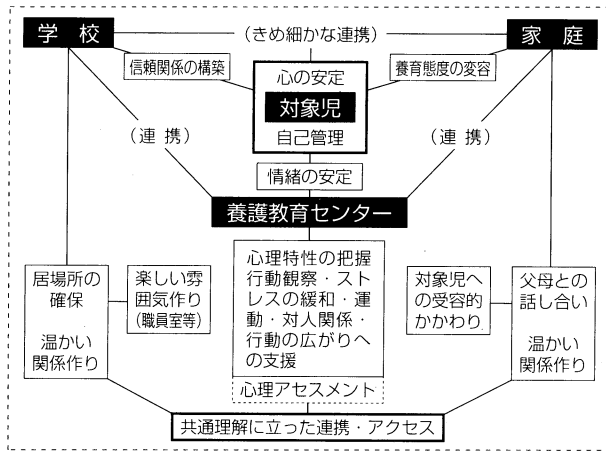 学校
(きめ細かな連携)
家庭
信頼関係の構築
心の安定
対象児
自己管理
養育態度の変容
(連携)
(連携)
情緒の安定
養護教育センター
居場所の
確保
温かい
関係作り
楽しい雰
囲気作り
(職員室等)
心理特性の把握
行動観察・スト
レスの緩和・運
動・対人関係・
行動の広がりへ
の支援
心理アセスメント
対象児へ
の受容的
かかわり
父母との
話し合い
温かい
関係作り
共通理解に立った連携・アクセス